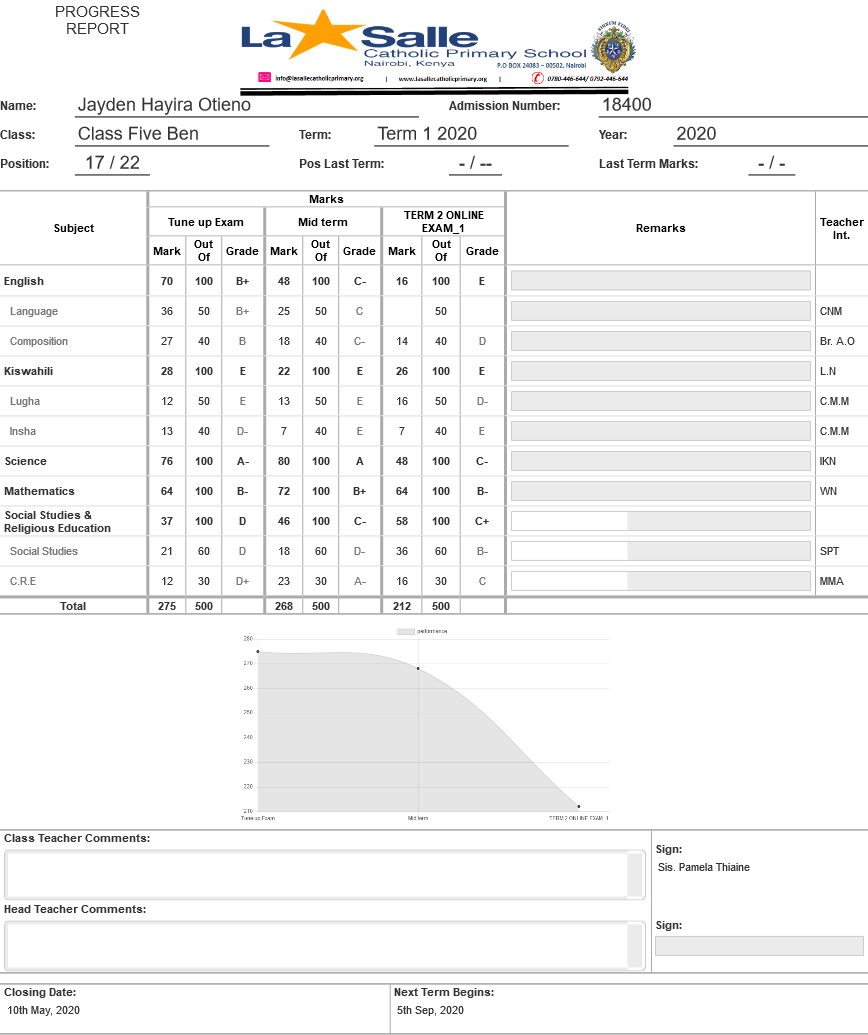 PROGRESS
REPORT
La Salle
Catholic Primary School
Nairobi, Kenya
P.O BOX 24083 – 00502, Nairobi
info@lasallecatholicprimary.org | www.lasallecatholicprimary.org | 0780-446-644/ 0792-446-644
Name: Jayden Hayira Otieno Admission Number: 18400
Class: Class Five Ben Term: Term 1 2020 Year: 2020
Position: 17 / 22 Pos Last Term: - / -- Last Term Marks: - / -
Marks
Subject Tune up Exam Mid term TERM 2 ONLINE EXAM_1 Remarks Teacher Int.
Mark Out Of Grade Mark Out Of Grade Mark Out Of Grade
English 70 100 B+ 48 100 C- 16 100 E
Language 36 50 B+ 25 50 C 50 CNM
Composition 27 40 B 18 40 C- 14 40 D Br. A.O
Kiswahili 28 100 E 22 100 E 26 100 E L.N
Lugha 12 50 E 13 50 E 16 50 D- C.M.M
Insha 13 40 D- 7 40 E 7 40 E C.M.M
Science 76 100 A- 80 100 A 48 100 C- IKN
Mathematics 64 100 B- 72 100 B+ 64 100 B- WN
Social Studies &
Religious Education 37 100 D 46 100 C- 58 100 C+
Social Studies 21 60 D 18 60 D- 36 60 B- SPT
C.R.E 12 30 D+ 23 30 A- 16 30 C MMA
Total 275 500 268 500 212 500
performance
280
270
260
250
240
230
220
210
Tune up Exam Mid term TERM 2 ONLINE EXAM_1
Class Teacher Comments:
Sign:
Sis. Pamela Thiaine
Head Teacher Comments:
Sign:
Closing Date: Next Term Begins:
10th May, 2020 5th Sep, 2020